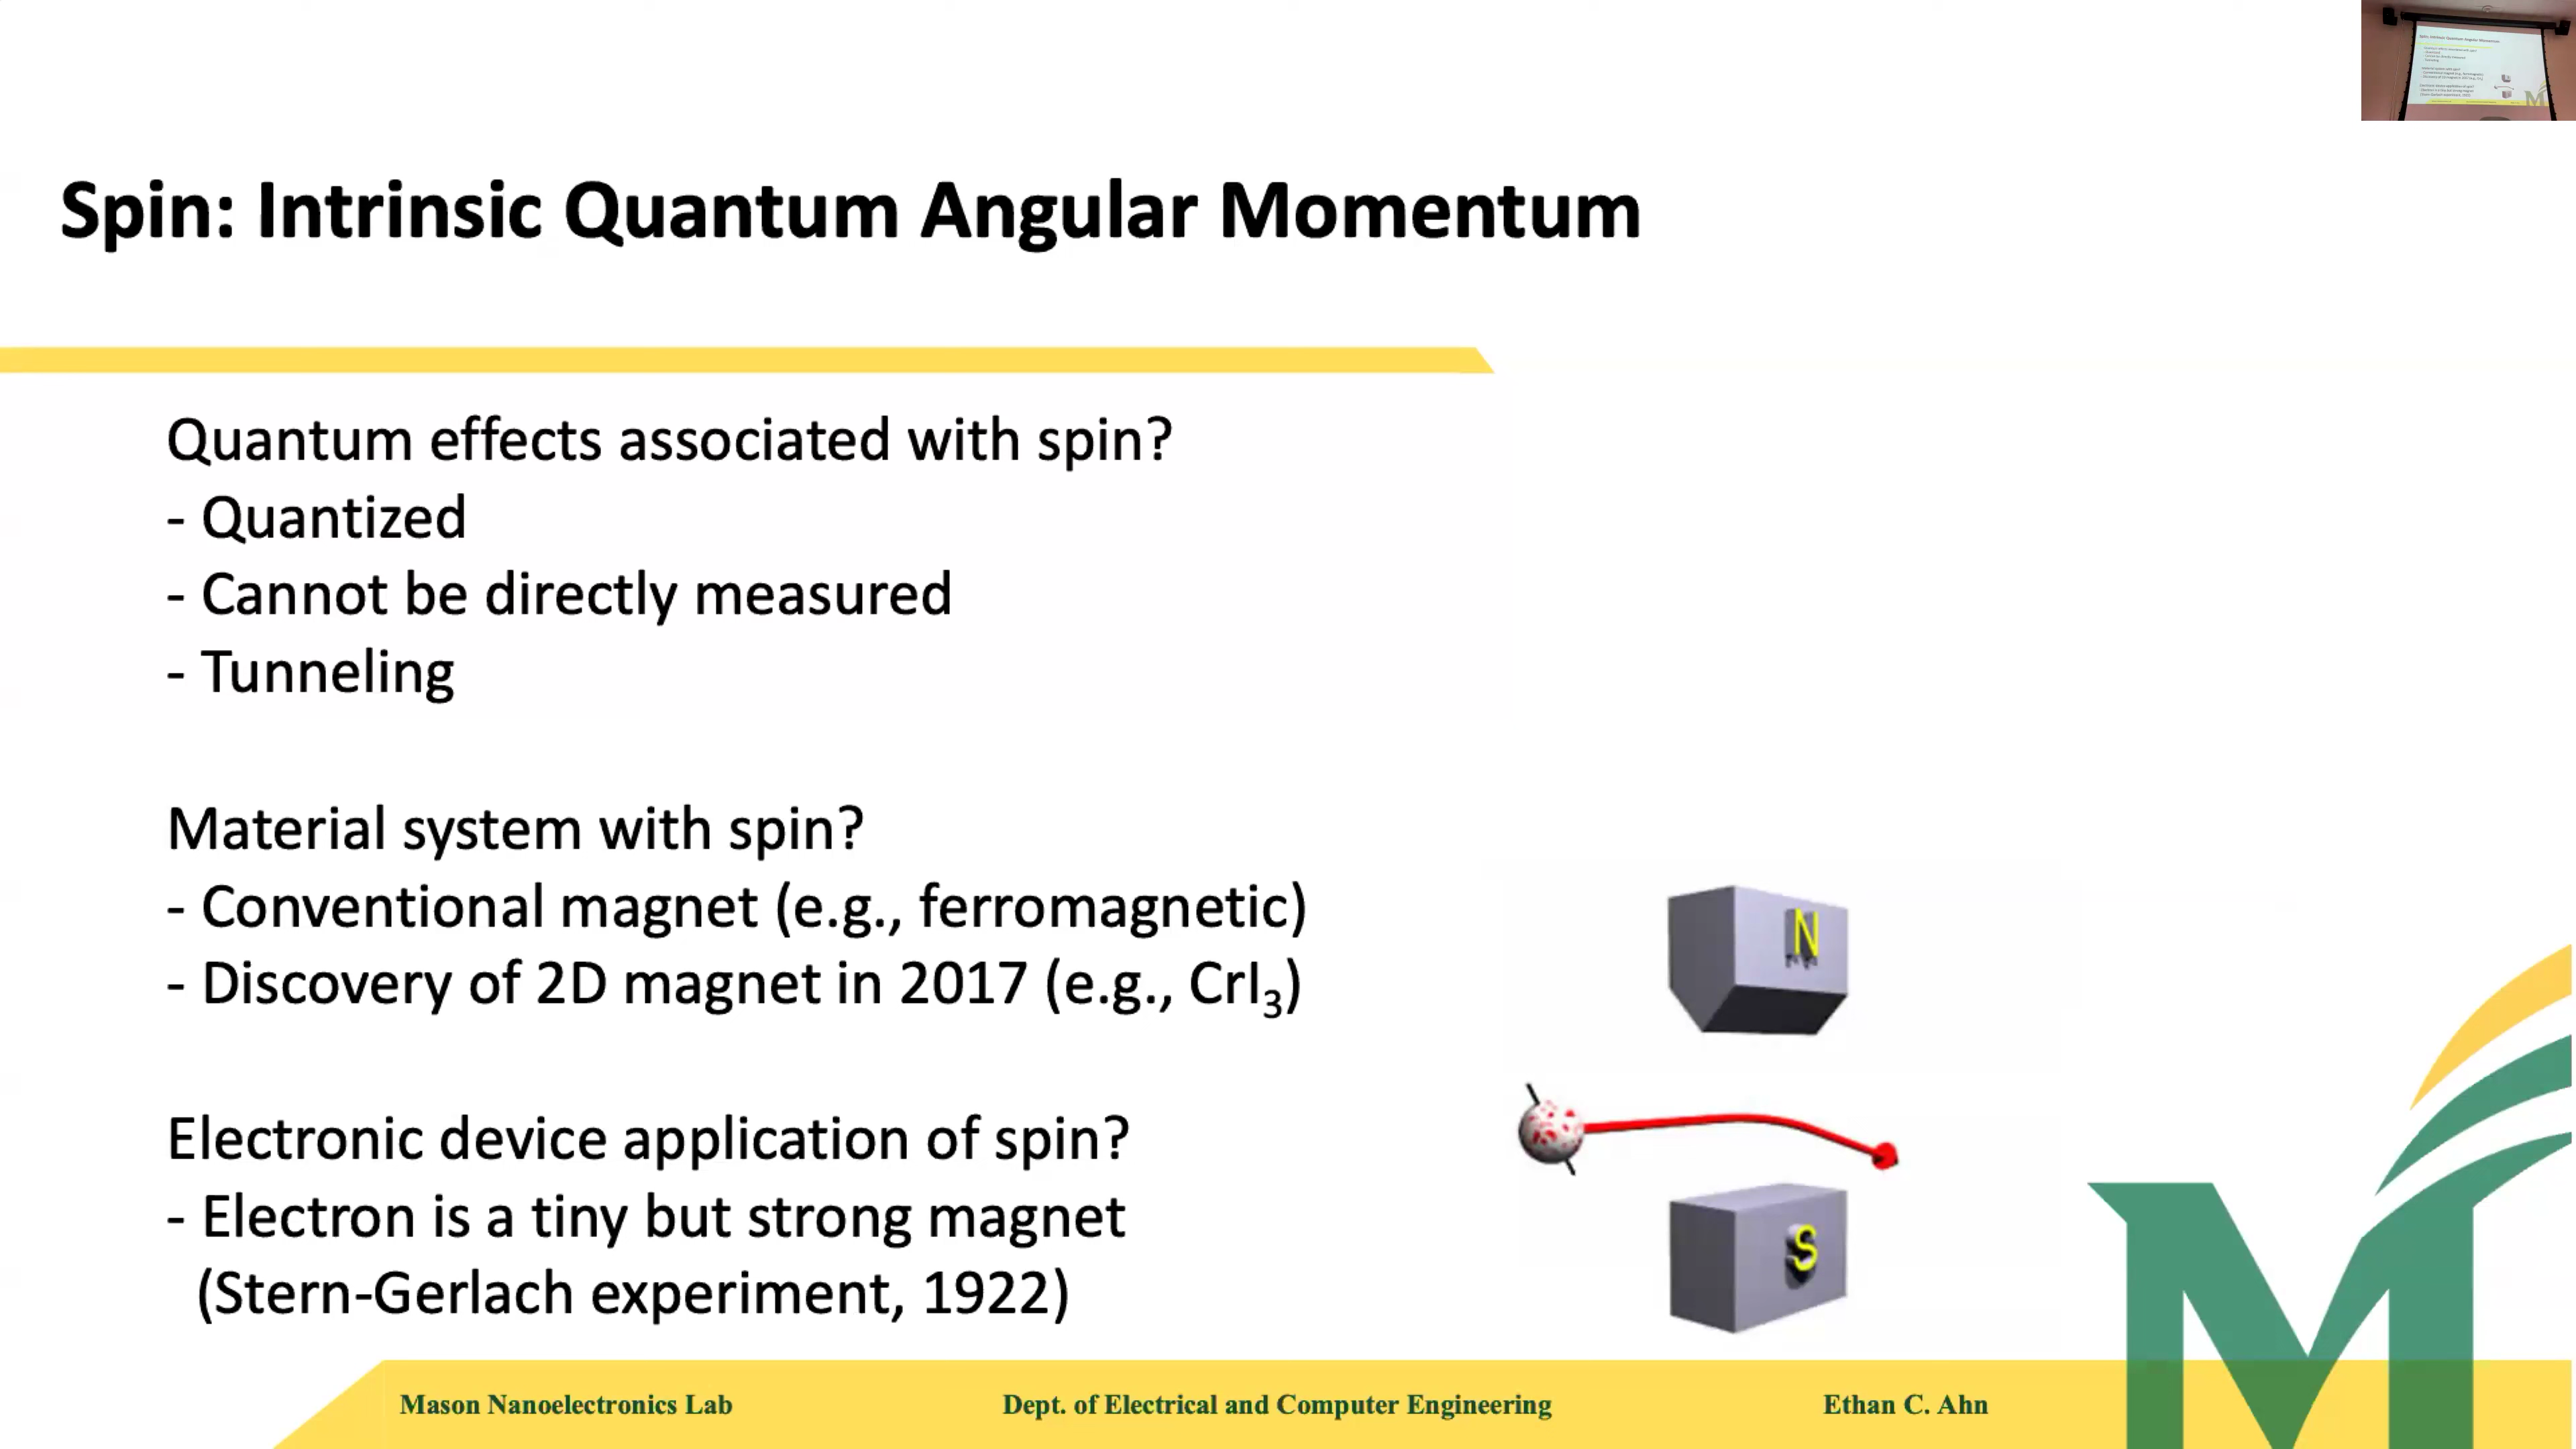 Spin: Intrinsic Quantum Angular Momentum
Quantum effects associated with spin?
- Quantized
- Cannot be directly measured
- Tunneling
Material system with spin?
- Conventional magnet (e.g., ferromagnetic)
- Discovery of 2D magnet in 2017 (e.g., CrI₃)
Electronic device application of spin?
- Electron is a tiny but strong magnet
(Stern-Gerlach experiment, 1922)
N
S
M
Mason Nanoelectronics Lab
Dept. of Electrical and Computer Engineering
Ethan C. Ahn